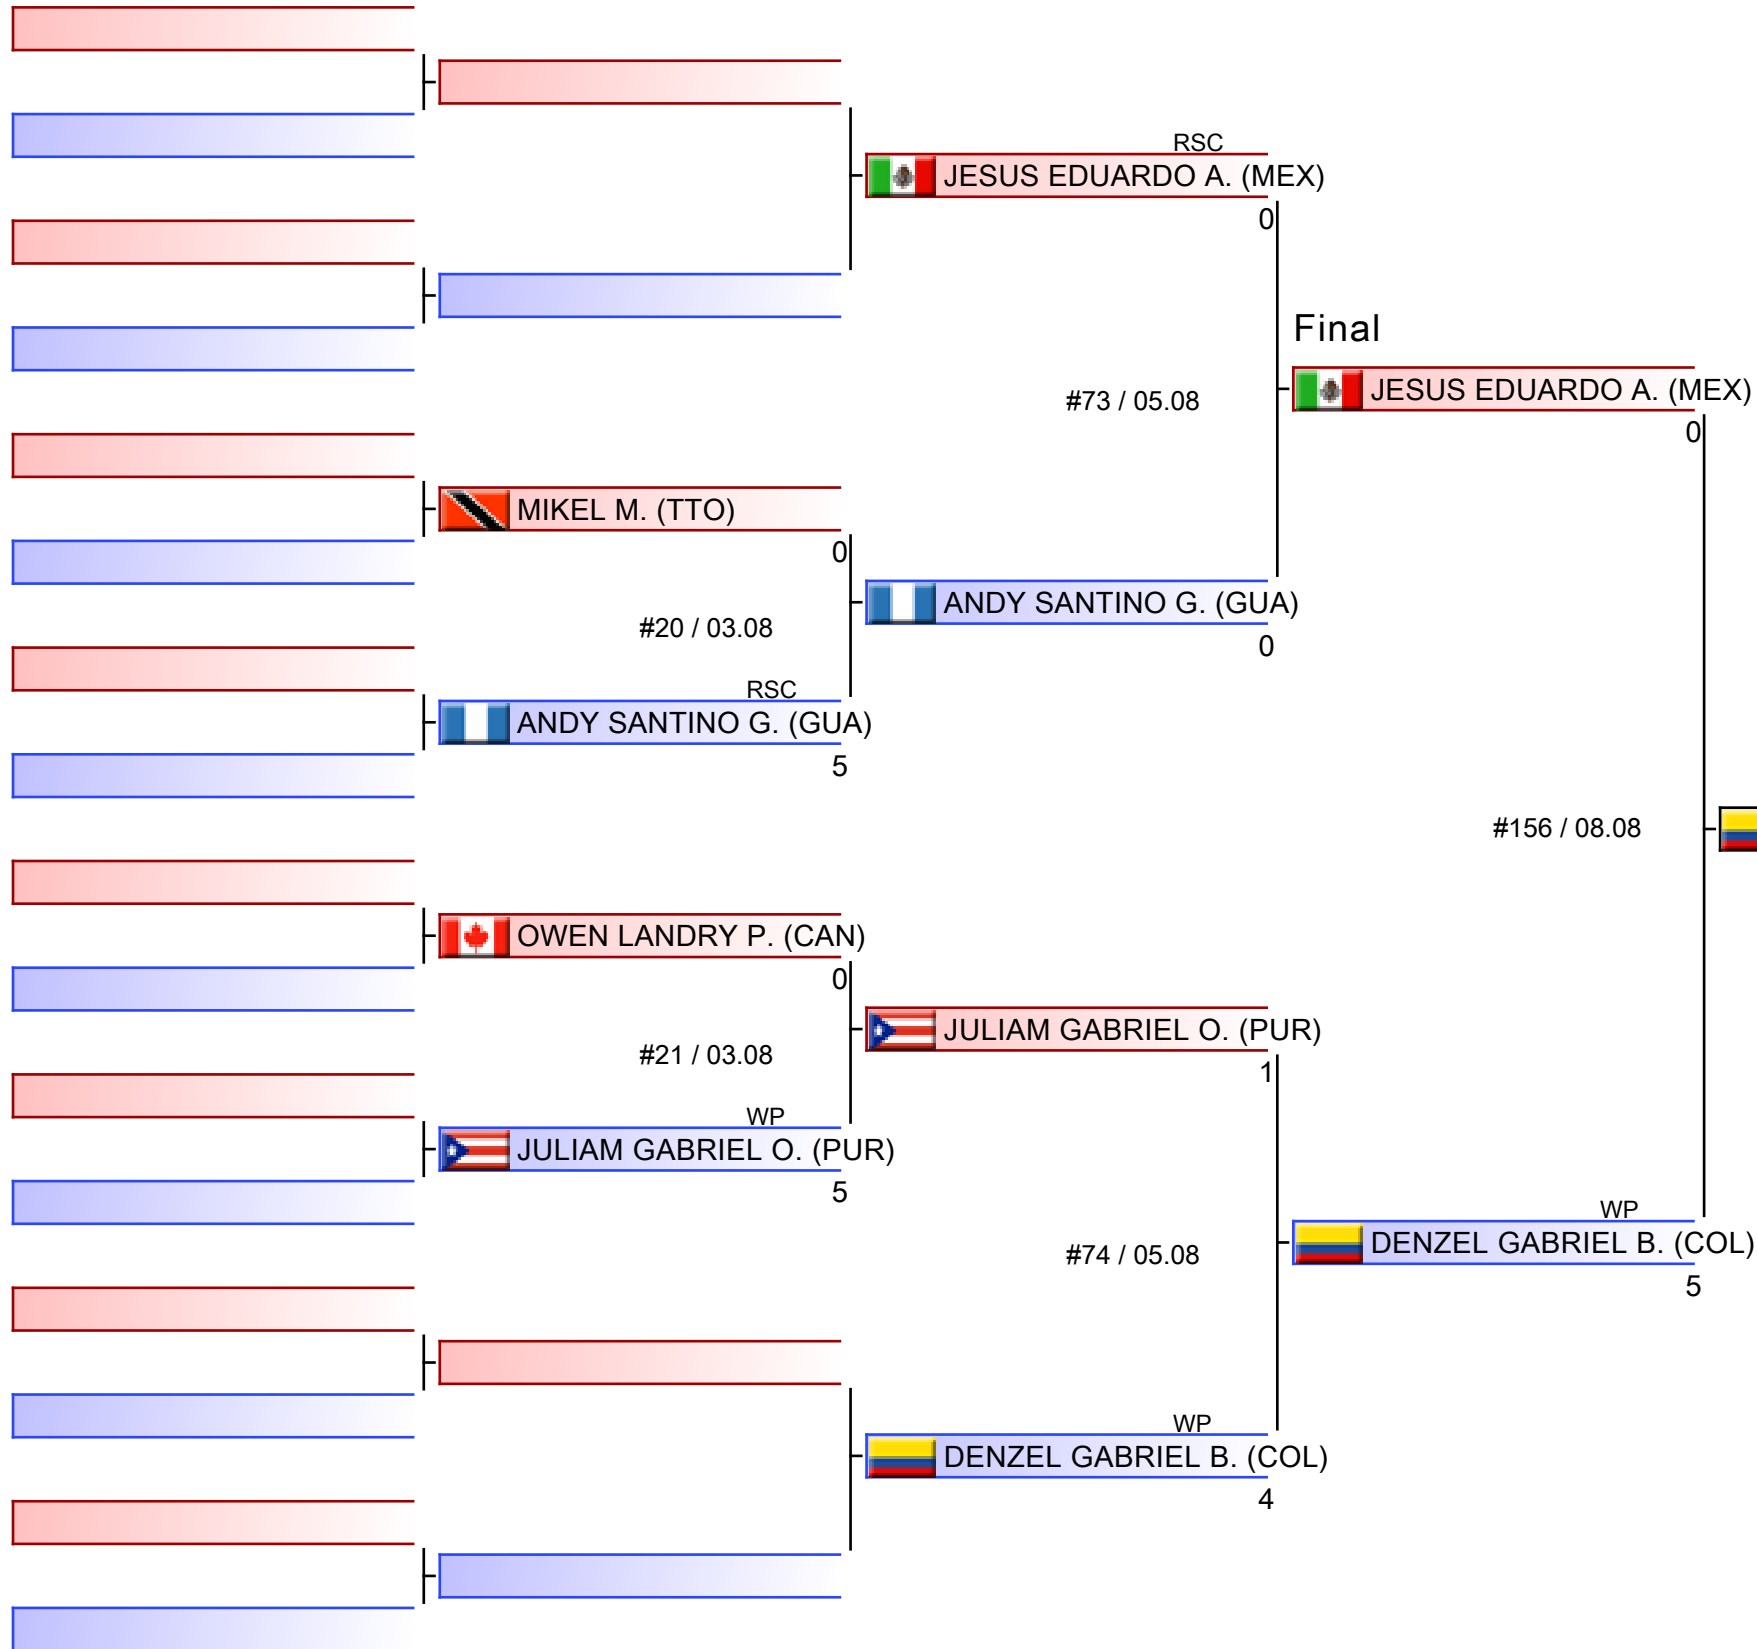 RSC
JESUS EDUARDO A. (MEX)
0
Final
#73 / 05.08
JESUS EDUARDO A. (MEX)
0
MIKEL M. (TTO)
0
ANDY SANTINO G. (GUA)
0
#20 / 03.08
RSC
ANDY SANTINO G. (GUA)
5
#156 / 08.08
OWEN LANDRY P. (CAN)
0
JULIAM GABRIEL O. (PUR)
1
#21 / 03.08
WP
JULIAM GABRIEL O. (PUR)
5
WP
DENZEL GABRIEL B. (COL)
5
#74 / 05.08
WP
DENZEL GABRIEL B. (COL)
4